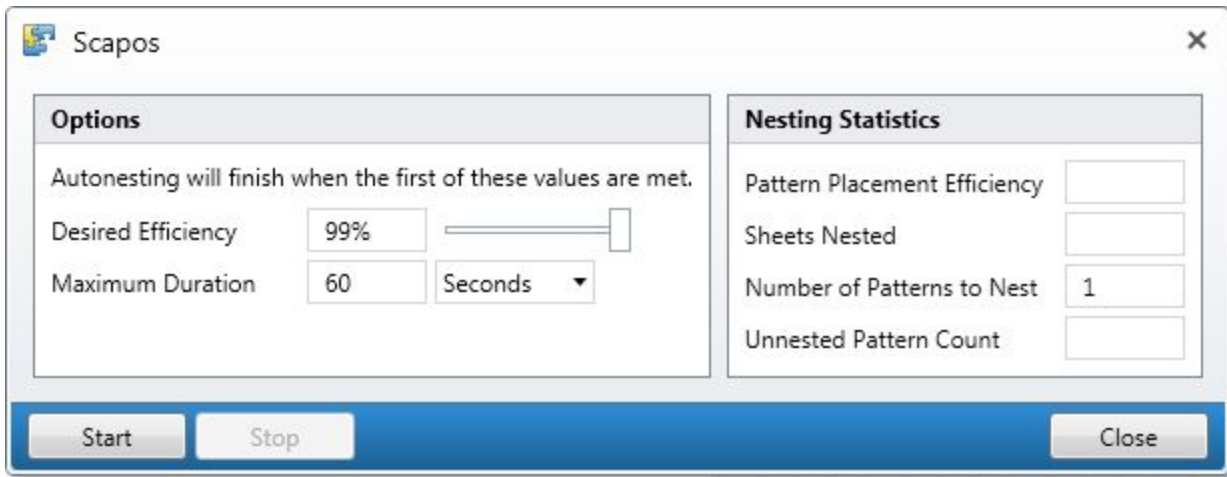 Scapos
Options
Autonesting will finish when the first of these values are met.
Desired Efficiency 99%
Maximum Duration 60 Seconds
Nesting Statistics
Pattern Placement Efficiency
Sheets Nested
Number of Patterns to Nest 1
Unnested Pattern Count
Start Stop Close